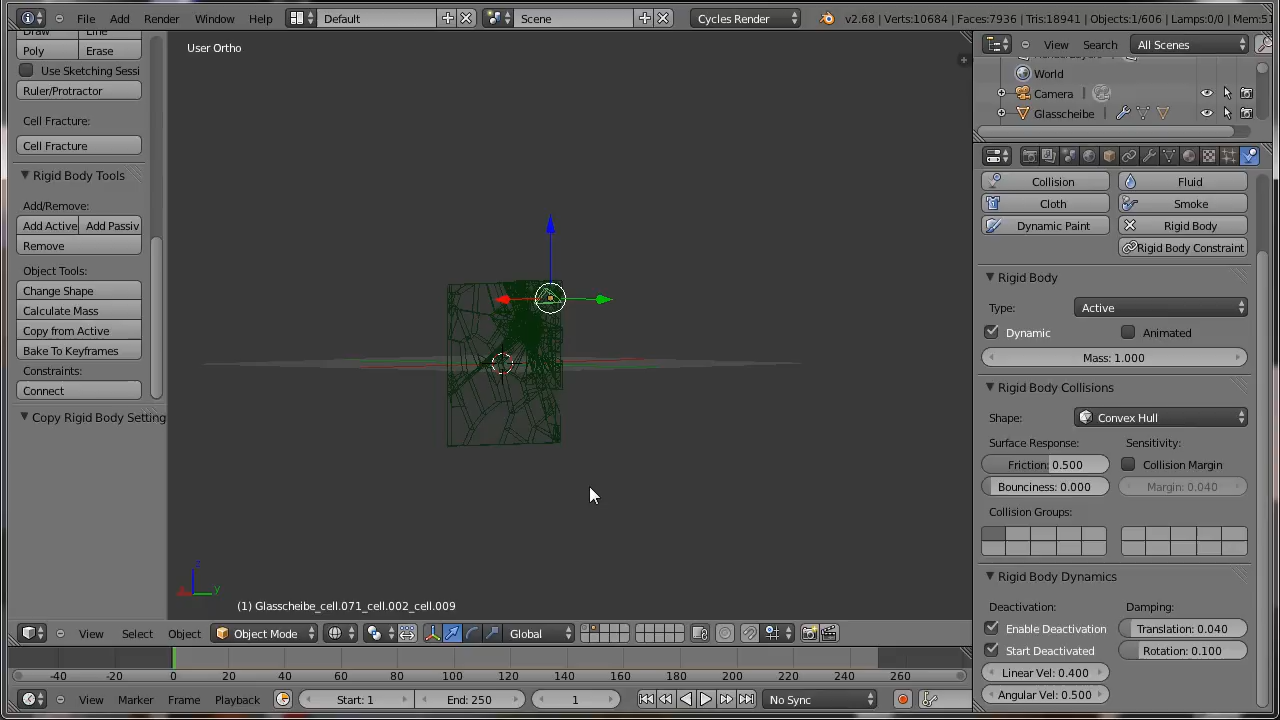 File Add Render Window Help Default Scene Cycles Render v2.68 | Verts:10684 | Faces:7936 | Tris:18941 | Objects:1/606 | Lamps:0/0 | Mem:51
Line
Poly Erase
Use Sketching Sessi
Ruler/Protractor
Cell Fracture:
Cell Fracture
Rigid Body Tools
Add/Remove:
Add Active Add Passiv
Remove
Object Tools:
Change Shape
Calculate Mass
Copy from Active
Bake To Keyframes
Constraints:
Connect
Copy Rigid Body Setting
User Ortho
z
y
(1) Glasscheibe_cell.071_cell.002_cell.009
View Select Object Object Mode Global
-40 -20 0 20 40 60 80 100 120 140 160 180 200 220 240 260
View Marker Frame Playback Start: 1 End: 250 1 No Sync
View Search All Scenes
World
Camera
Glasscheibe
Collision Fluid
Cloth Smoke
Dynamic Paint Rigid Body
Rigid Body Constraint
Rigid Body
Type: Active
Dynamic Animated
Mass: 1.000
Rigid Body Collisions
Shape: Convex Hull
Surface Response: Sensitivity:
Friction: 0.500 Collision Margin
Bounciness: 0.000 Margin: 0.040
Collision Groups:
Rigid Body Dynamics
Deactivation: Damping:
Enable Deactivation Translation: 0.040
Start Deactivated Rotation: 0.100
Linear Vel: 0.400
Angular Vel: 0.500